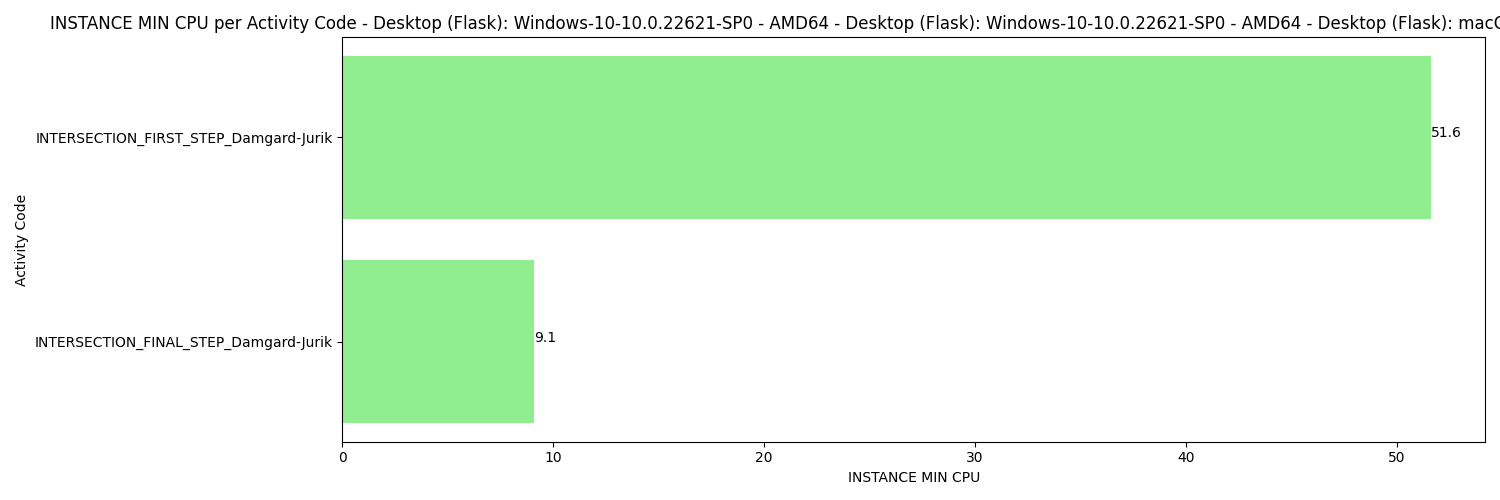 INSTANCE MIN CPU per Activity Code - Desktop (Flask): Windows-10-10.0.22621-SP0 - AMD64 - Desktop (Flask): Windows-10-10.0.22621-SP0 - AMD64 - Desktop (Flask):
INTERSECTION_FIRST_STEP_Damgard-Jurik
51.6
Activity Code
INTERSECTION_FINAL_STEP_Damgard-Jurik
9.1
0 10 20 30 40 50
INSTANCE MIN CPU